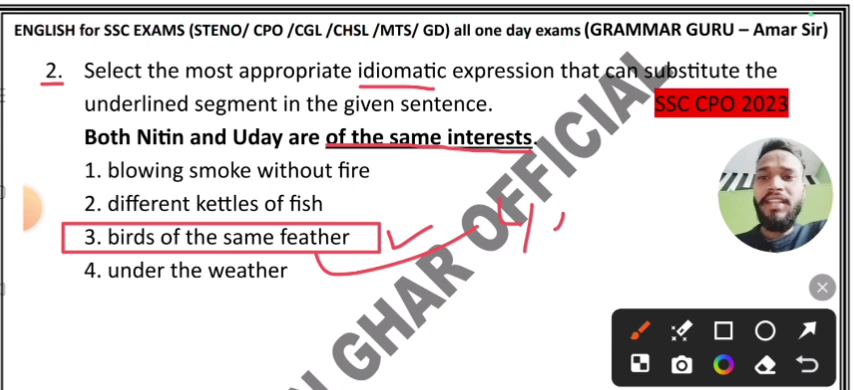 ENGLISH for SSC EXAMS (STENO/ CPO /CGL /CHSL /MTS/ GD) all one day exams (GRAMMAR GURU – Amar Sir)
2. Select the most appropriate idiomatic expression that can substitute the
underlined segment in the given sentence.
SSC CPO 2023
Both Nitin and Uday are of the same interests.
1. blowing smoke without fire
2. different kettles of fish
3. birds of the same feather
4. under the weather
GHAR OFFICIAL